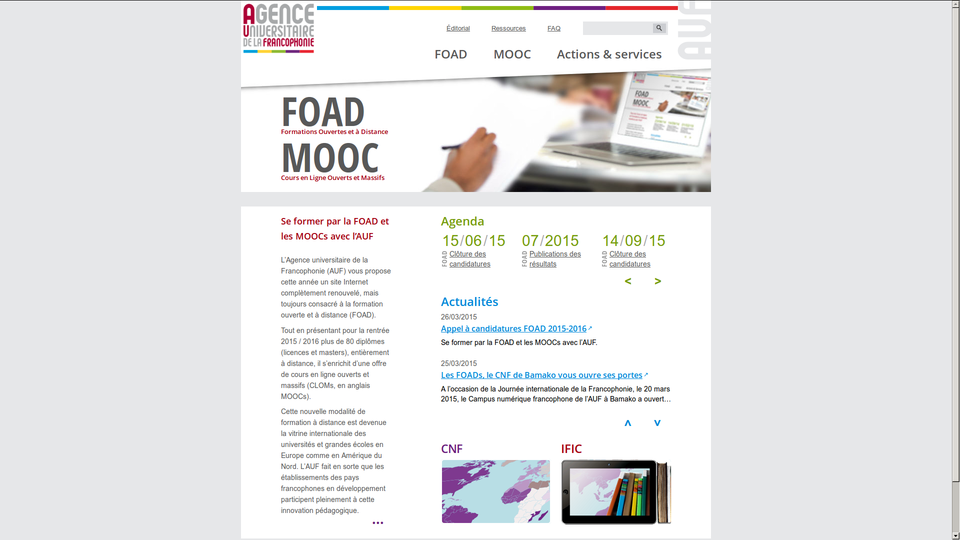 AGENCE
UNIVERSITAIRE
DE LA FRANCOPHONIE
Éditorial
Ressources
FAQ
AUF
FOAD
MOOC
Actions & services
FOAD
Formations Ouvertes et à Distance
MOOC
Cours en Ligne Ouverts et Massifs
Se former par la FOAD et
les MOOCs avec l'AUF
L'Agence universitaire de la
Francophonie (AUF) vous propose
cette année un site Internet
complètement renouvelé, mais
toujours consacré à la formation
ouverte et à distance (FOAD).
Tout en présentant pour la rentrée
2015 / 2016 plus de 80 diplômes
(licences et masters), entièrement
à distance, il s'enrichit d'une offre
de cours en ligne ouverts et
massifs (CLOMs, en anglais
MOOCs).
Cette nouvelle modalité de
formation à distance est devenue
la vitrine internationale des
universités et grandes écoles en
Europe comme en Amérique du
Nord. L'AUF fait en sorte que les
établissements des pays
francophones en développement
participent pleinement à cette
innovation pédagogique.
...
Agenda
15/06/15
FOAD
Clôture des
candidatures
07/2015
FOAD
Publications des
résultats
14/09/15
FOAD
Clôture des
candidatures
< >
Actualités
26/03/2015
Appel à candidatures FOAD 2015-2016
Se former par la FOAD et les MOOCs avec l'AUF.
25/03/2015
Les FOADs, le CNF de Bamako vous ouvre ses portes
A l'occasion de la Journée internationale de la Francophonie, le 20 mars
2015, le Campus numérique francophone de l'AUF à Bamako a ouvert…
CNF
IFIC